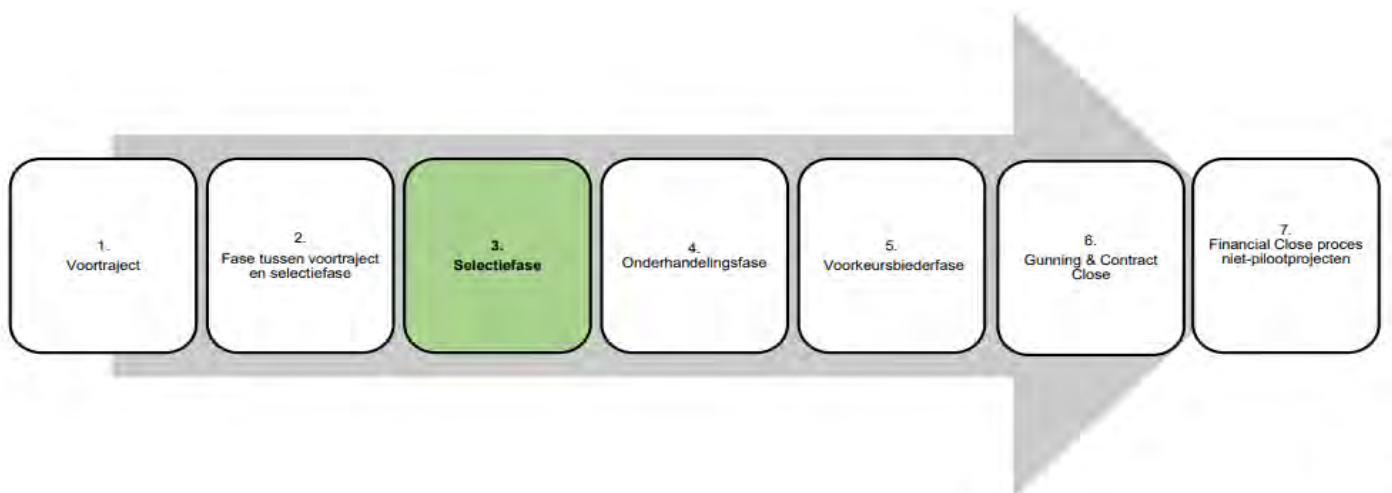 1.
Voortraject
2.
Fase tussen voortraject
en selectiefase
3.
Selectiefase
4.
Onderhandelingsfase
5.
Voorkeursbiederfase
6.
Gunning & Contract
Close
7.
Financial Close proces
niet-pilootprojecten